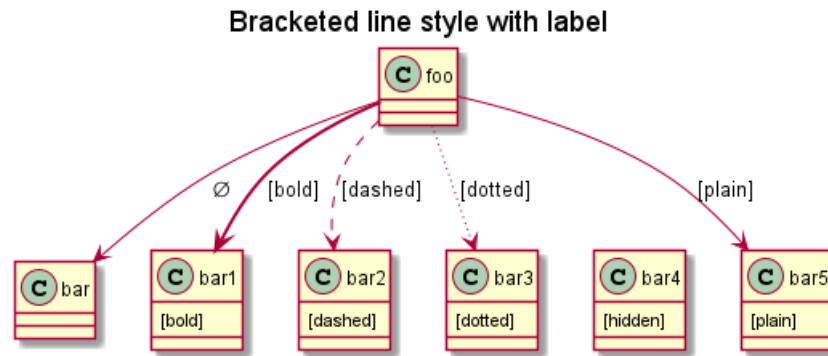 Bracketed line style with label
C foo
∅ [bold] [dashed] [dotted] [plain]
C bar C bar1 C bar2 C bar3 C bar4 C bar5
[bold] [dashed] [dotted] [hidden] [plain]